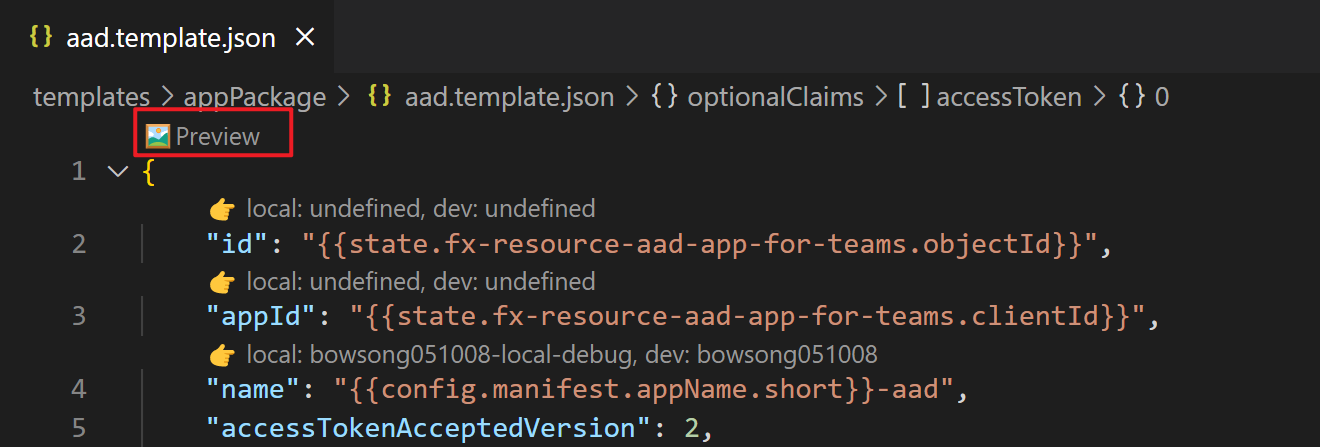 {} aad.template.json ×
templates > appPackage > {} aad.template.json > {} optionalClaims > [ ] accessToken > {} 0
Preview
1 {
local: undefined, dev: undefined
2 "id": "{{state.fx-resource-aad-app-for-teams.objectId}}",
local: undefined, dev: undefined
3 "appId": "{{state.fx-resource-aad-app-for-teams.clientId}}",
local: bowsong051008-local-debug, dev: bowsong051008
4 "name": "{{config.manifest.appName.short}}-aad",
5 "accessTokenAcceptedVersion": 2,